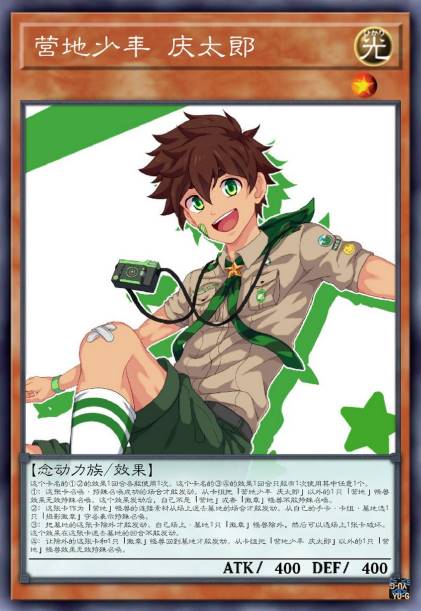 营地少年 庆太郎
光
【念动力族/效果】
这个卡名的①②的效果1回合各能使用1次。这个卡名的③④的效果1回合只能有1次使用其中任意1个。
①：这张卡召唤·特殊召唤成功的场合才能发动。从卡组把「营地少年 庆太郎」以外的1只「营地」怪兽
效果无效特殊召唤。这个效果发动后，自己不是「营地」或者「徽章」怪兽不能特殊召唤。
②：这张卡作为「营地」怪兽的连接素材从场上送去墓地的场合才能发动。从自己的手卡·卡组·墓地选1
只「摄影徽章」守备表示特殊召唤。
③：把墓地的这张卡除外才能发动。自己场上·墓地1只「徽章」怪兽除外，然后可以选场上1张卡破坏。
这个效果在这张卡送去墓地的回合不能发动。
④：让除外的这张卡和1只「徽章」怪兽回到墓地才能发动。从卡组把「营地少年 庆太郎」以外的1只「营
地」怪兽效果无效特殊召唤。
ATK/ 400 DEF/ 400